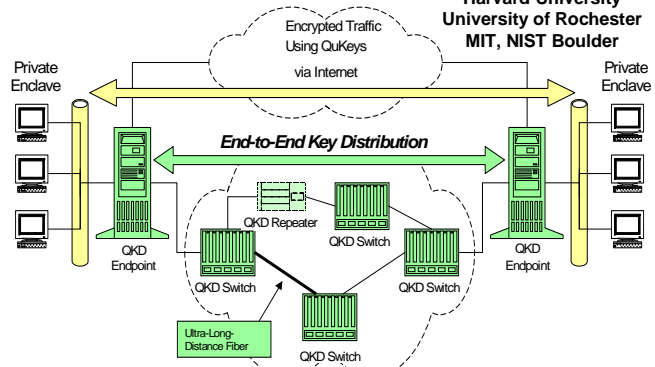 Harvard University
University of Rochester
MIT, NIST Boulder
Encrypted Traffic
Using QuKeys
via Internet
Private
Enclave
Private
Enclave
End-to-End Key Distribution
QKD Repeater
QKD Switch
QKD
Endpoint
QKD Switch
QKD Switch
QKD
Endpoint
Ultra-Long-
Distance Fiber
QKD Switch